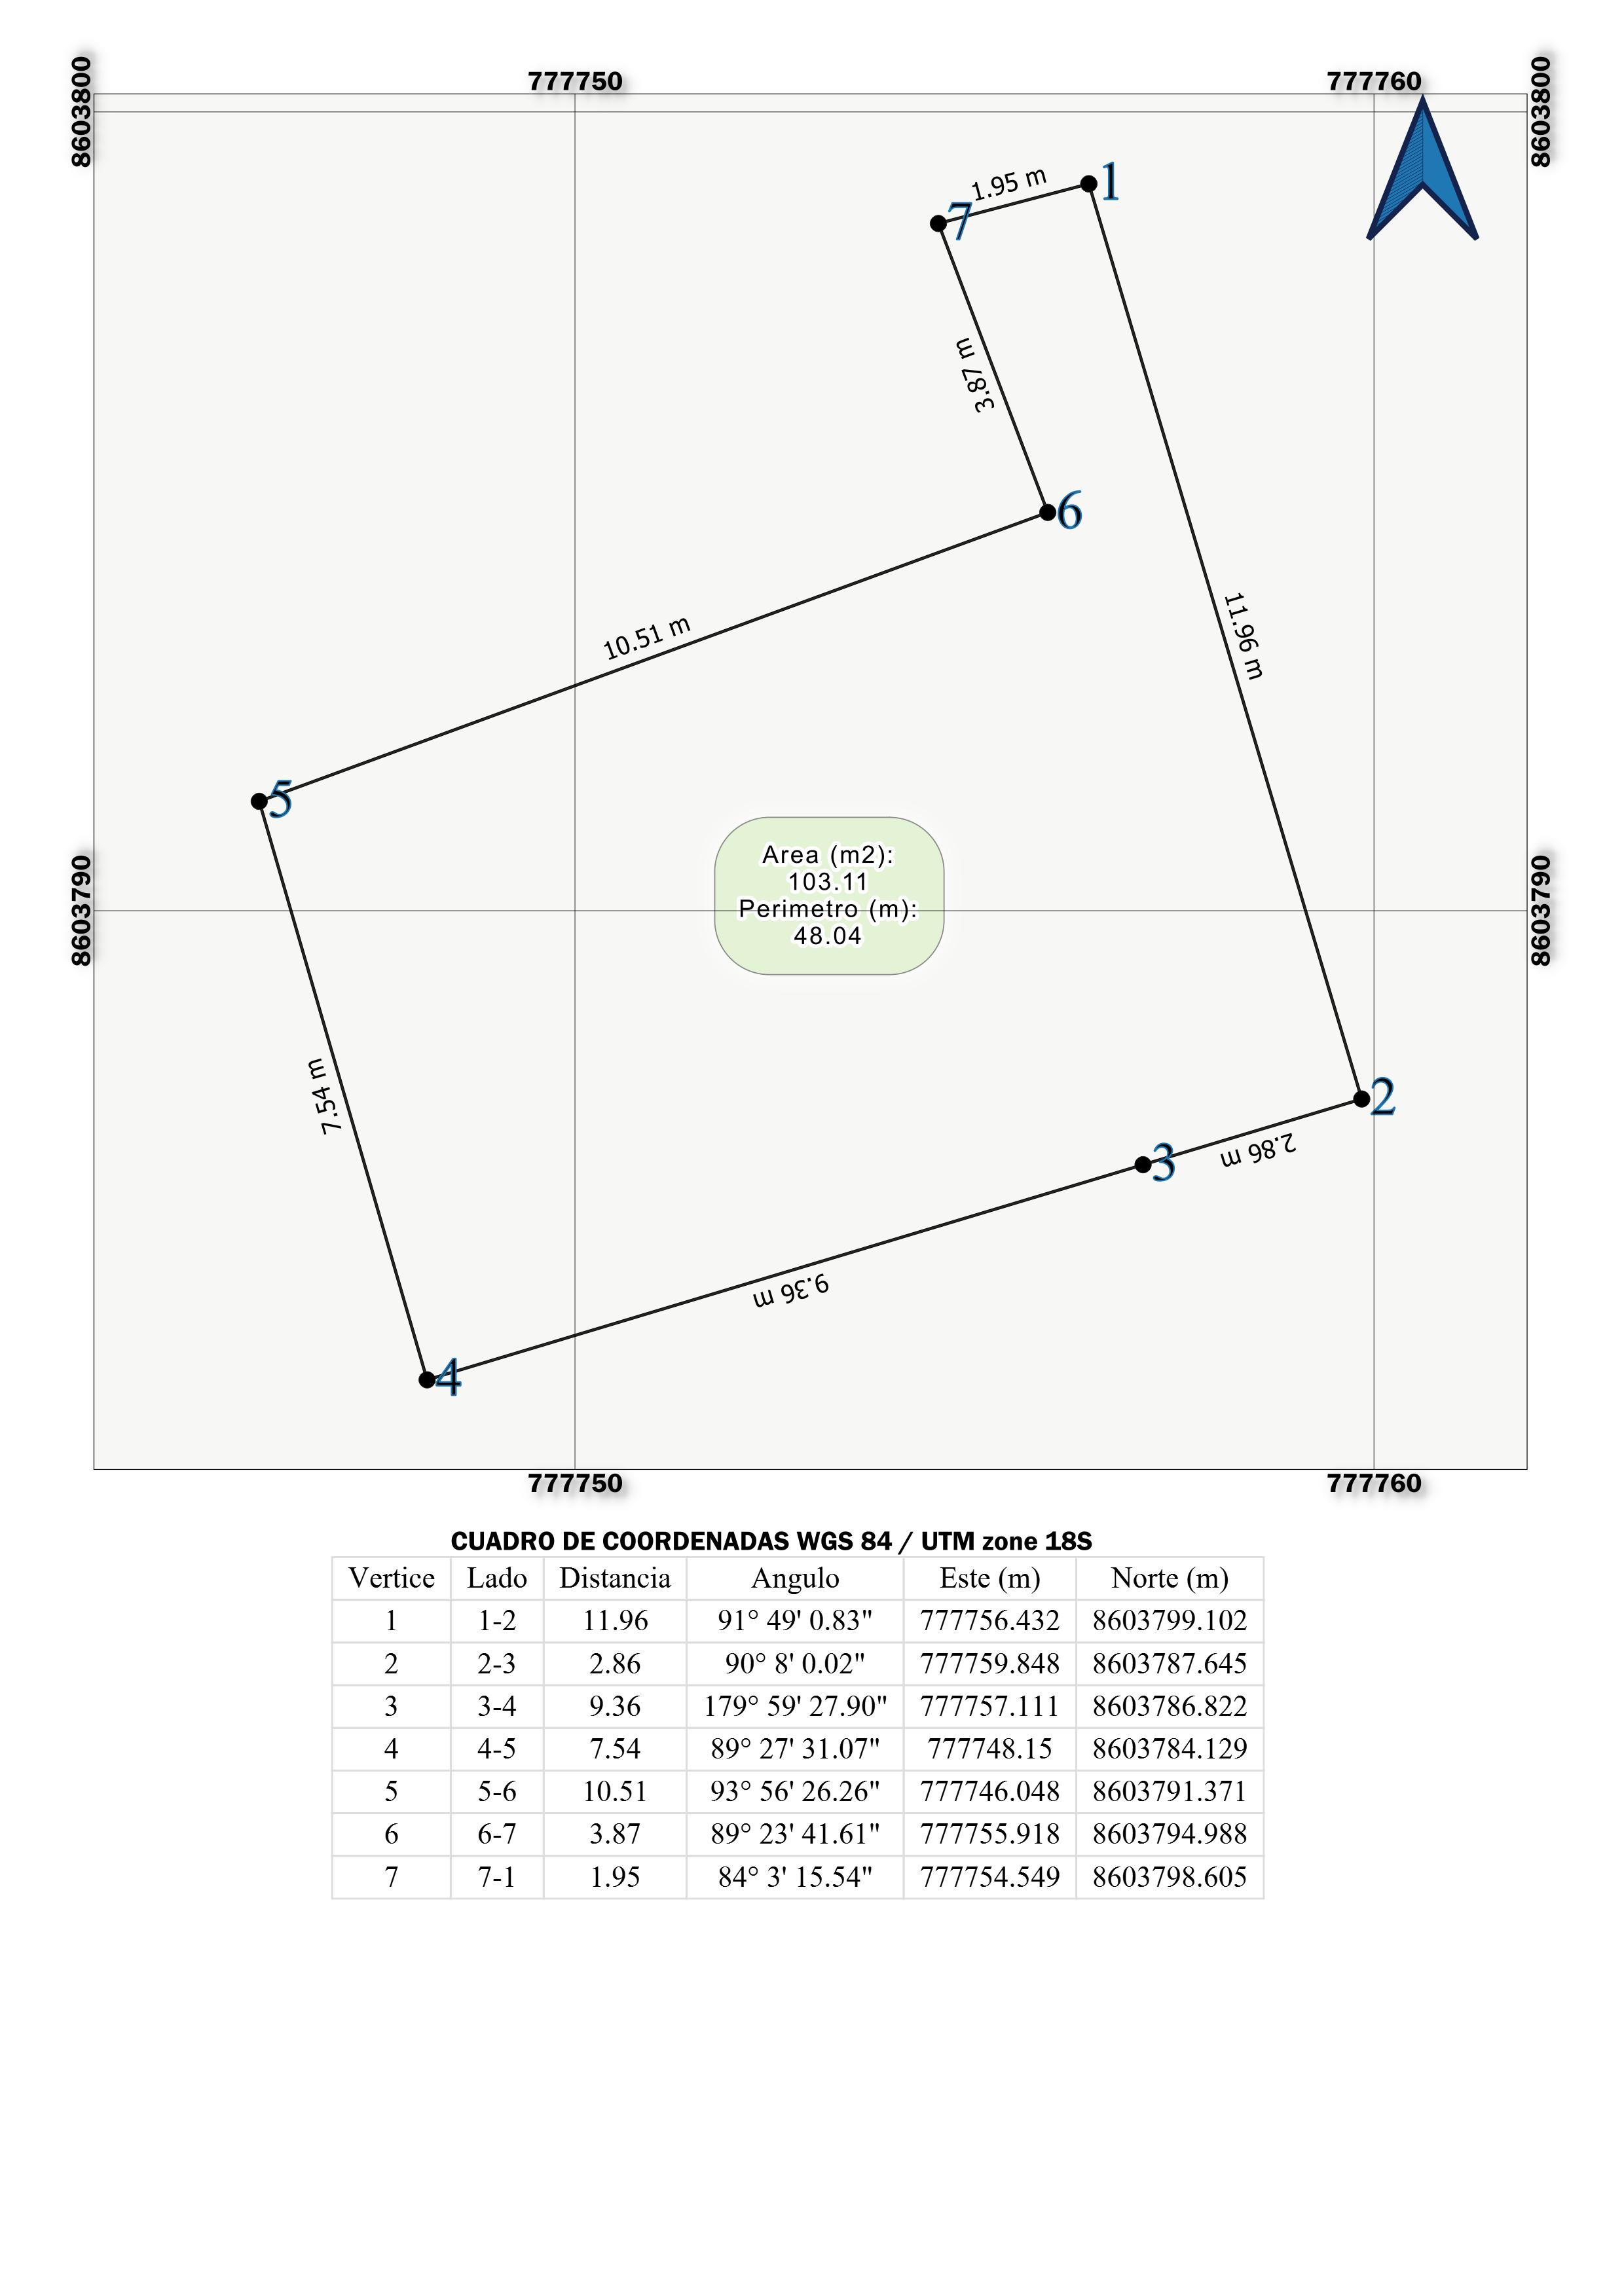 777750 777760
8603800 8603800
1
1.95 m
7
3.87 m
6
11.96 m
10.51 m
5
Area (m2):
103.11
Perimetro (m):
48.04
8603790 8603790
7.54 m
2
2.86 m
3
9.36 m
4
777750 777760
CUADRO DE COORDENADAS WGS 84 / UTM zone 18S
Vertice Lado Distancia Angulo Este (m) Norte (m)
1 1-2 11.96 91° 49' 0.83" 777756.432 8603799.102
2 2-3 2.86 90° 8' 0.02" 777759.848 8603787.645
3 3-4 9.36 179° 59' 27.90" 777757.111 8603786.822
4 4-5 7.54 89° 27' 31.07" 777748.15 8603784.129
5 5-6 10.51 93° 56' 26.26" 777746.048 8603791.371
6 6-7 3.87 89° 23' 41.61" 777755.918 8603794.988
7 7-1 1.95 84° 3' 15.54" 777754.549 8603798.605